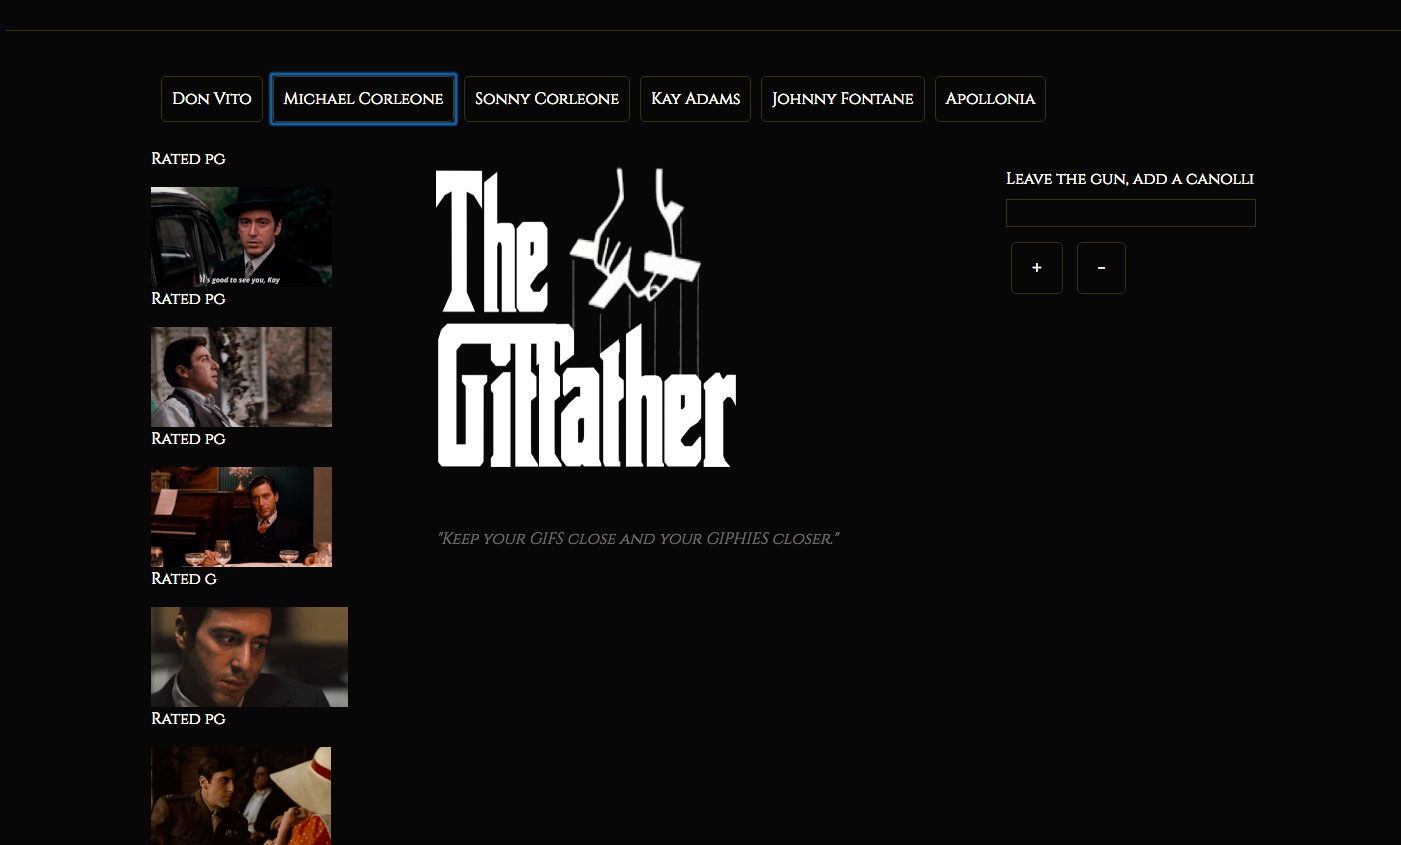 Don Vito
Michael Corleone
Sonny Corleone
Kay Adams
Johnny Fontane
Apollonia
Rated pg
It's good to see you, Kay
Rated pg
Rated pg
Rated g
Rated pg
The
Giffather
"Keep your GIFS close and your GIPHIES closer."
Leave the gun, add a canolli
+
-